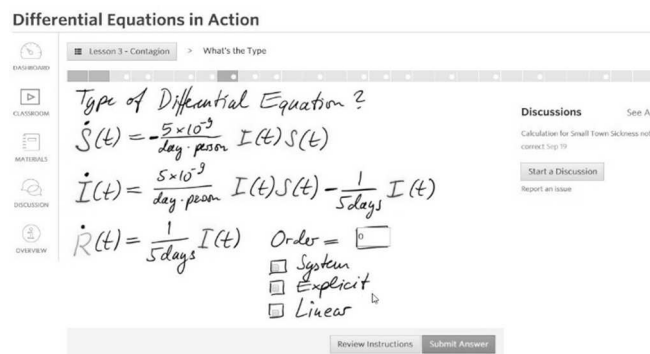 Differential Equations in Action
Lesson 3 - Contagion > What's the Type
DASHBOARD
CLASSROOM
MATERIALS
DISCUSSION
OVERVIEW
Type of Differential Equation?
Ṡ(t) = - 5×10⁻⁹ / day·person I(t)S(t)
İ(t) = 5×10⁻⁹ / day·person I(t)S(t) - 1 / 5days I(t)
Ṙ(t) = 1 / 5days I(t)
Order = 0
System
Explicit
Linear
Discussions See A
Calculation for Small Town Sickness not
correct Sep 19
Start a Discussion
Report an issue
Review Instructions Submit Answer